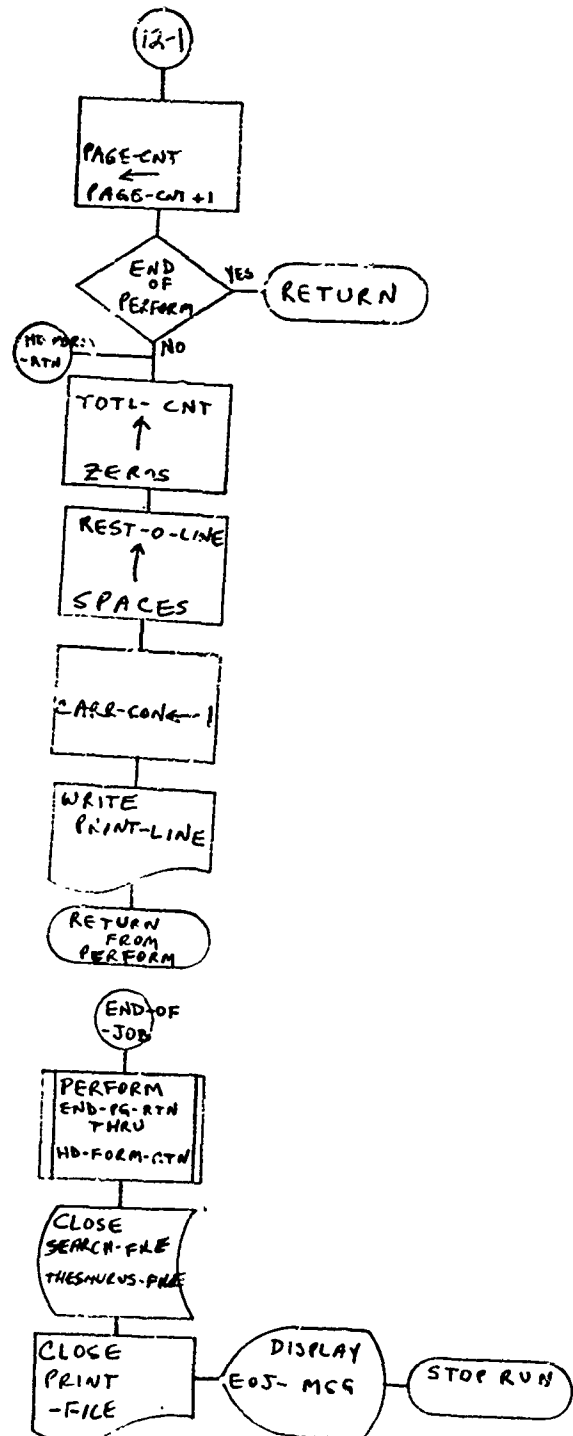 12-1
PAGE-CNT
←
PAGE-CNT+1
END
OF
PERFORM
YES
RETURN
NO
-RTN
TOTL- CNT
↑
ZEROS
REST-O-LINE
↑
SPACES
CARR-CON←1
WRITE
PRINT-LINE
RETURN
FROM
PERFORM
END-OF
-JOB
PERFORM
END-PG-RTN
THRU
HD-FORM-RTN
CLOSE
SEARCH-FILE
THESAURUS-FILE
CLOSE
PRINT
-FILE
DISPLAY
EOJ- MSG
STOP RUN